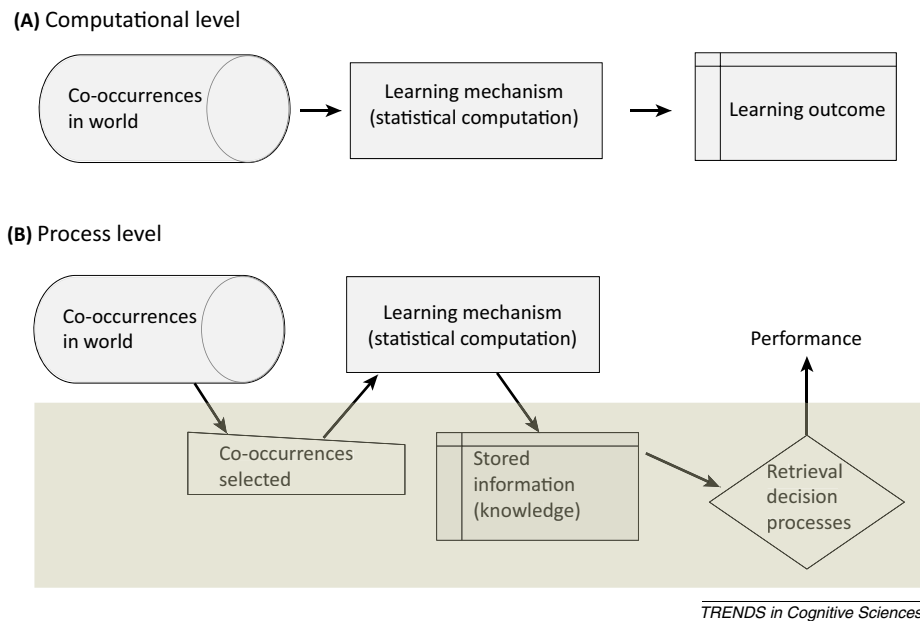 (A) Computational level
Co-occurrences
in world
Learning mechanism
(statistical computation)
Learning outcome
(B) Process level
Co-occurrences
in world
Learning mechanism
(statistical computation)
Performance
Co-occurrences
selected
Stored
information
(knowledge)
Retrieval
decision
processes
TRENDS in Cognitive Sciences